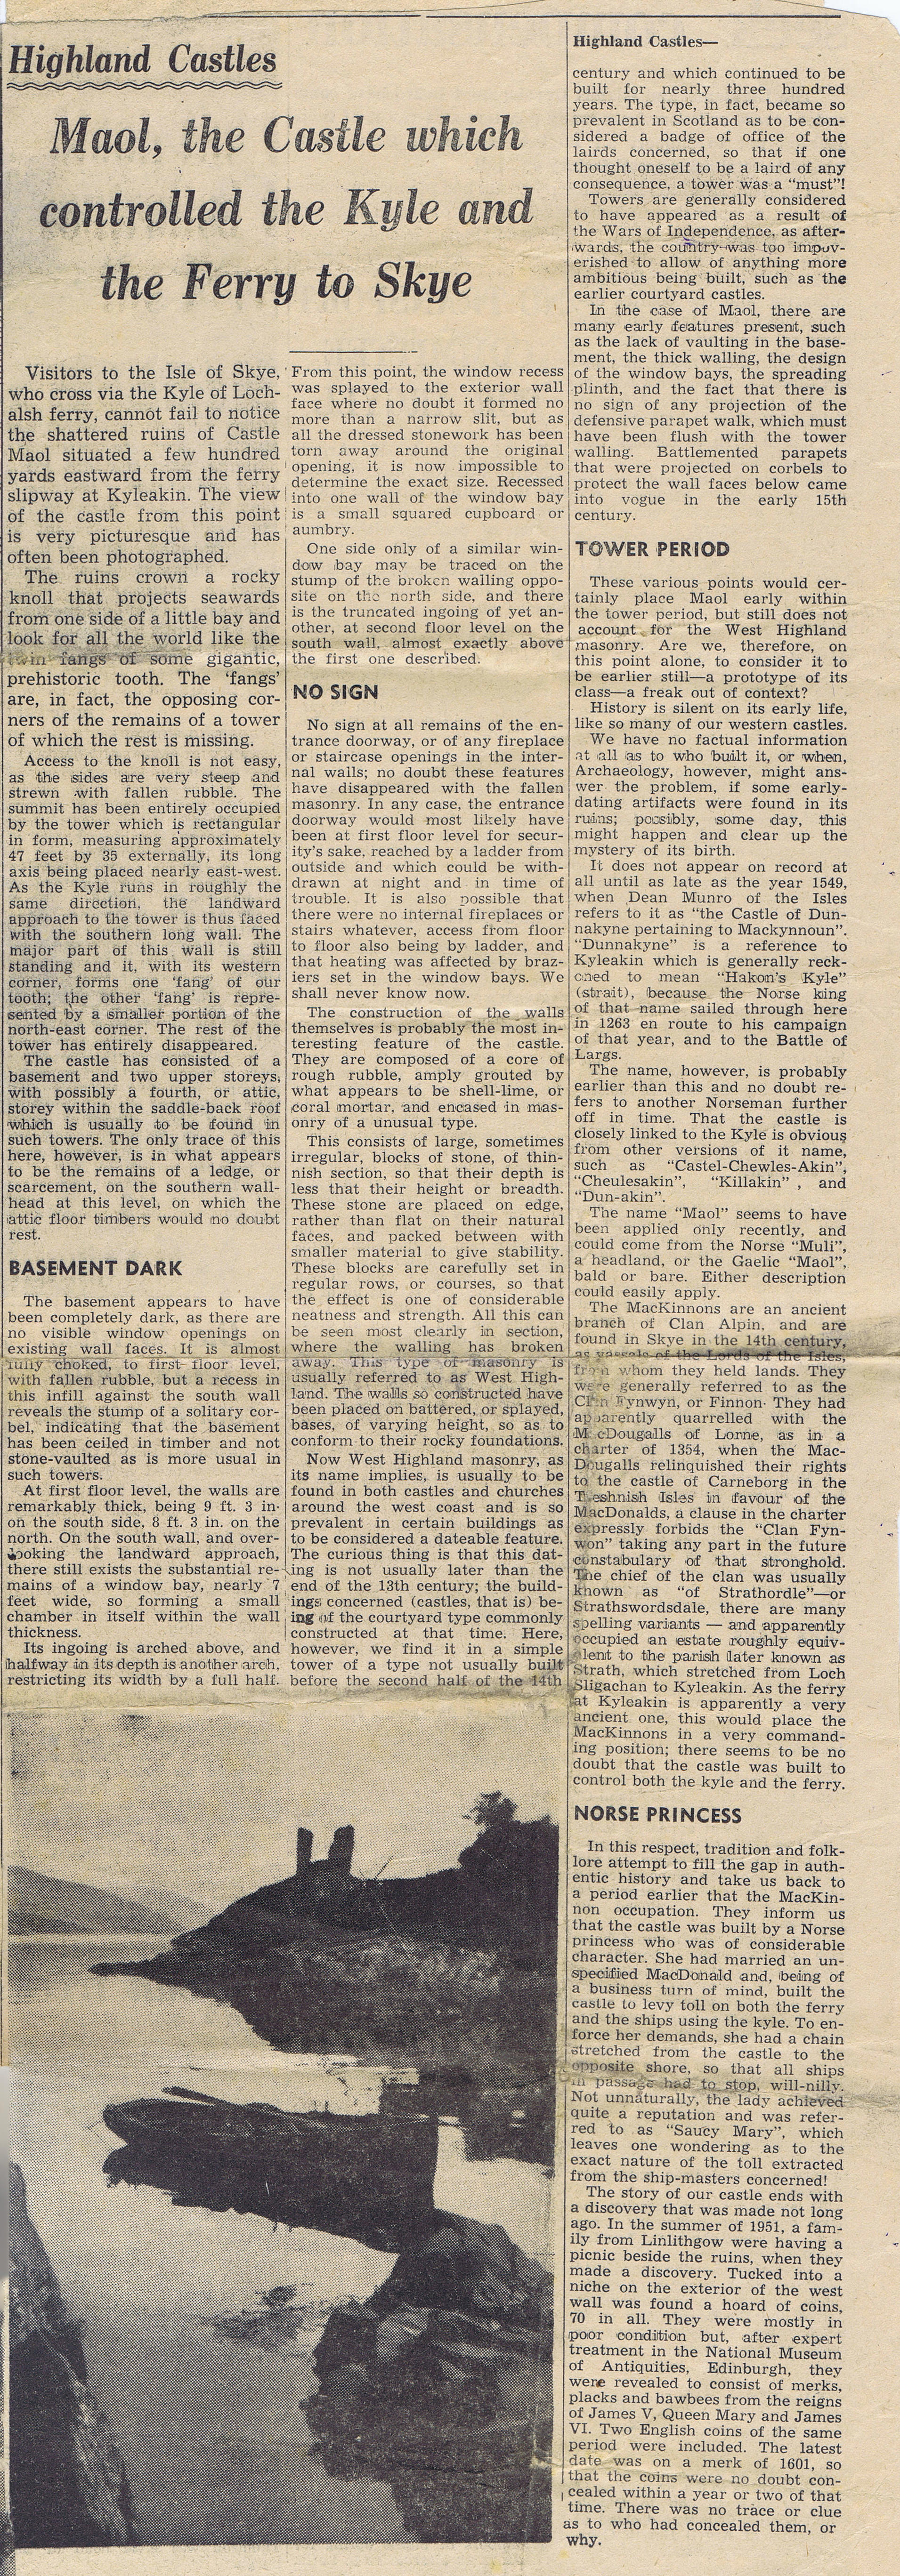 Highland Castles
Maol, the Castle which
controlled the Kyle and
the Ferry to Skye
Visitors to the Isle of Skye,
who cross via the Kyle of Loch-
alsh ferry, cannot fail to notice
the shattered ruins of Castle
Maol situated a few hundred
yards eastward from the ferry
slipway at Kyleakin. The view
of the castle from this point
is very picturesque and has
often been photographed.
The ruins crown a rocky
knoll that projects seawards
from one side of a little bay and
look for all the world like the
twin fangs of some gigantic,
prehistoric tooth. The 'fangs'
are, in fact, the opposing cor-
ners of the remains of a tower
of which the rest is missing.
Access to the knoll is not easy,
as the sides are very steep and
strewn with fallen rubble. The
summit has been entirely occupied
by the tower which is rectangular
in form, measuring approximately
47 feet by 35 externally, its long
axis being placed nearly east-west.
As the Kyle runs in roughly the
same direction, the landward
approach to the tower is thus faced
with the southern long wall. The
major part of this wall is still
standing and it, with its western
corner, forms one 'fang' of our
tooth; the other 'fang' is repre-
sented by a smaller portion of the
north-east corner. The rest of the
tower has entirely disappeared.
The castle has consisted of a
basement and two upper storeys,
with possibly a fourth, or attic,
storey within the saddle-back roof
which is usually to be found in
such towers. The only trace of this
here, however, is in what appears
to be the remains of a ledge, or
scarcement, on the southern wall-
head at this level, on which the
attic floor timbers would no doubt
rest.
BASEMENT DARK
The basement appears to have
been completely dark, as there are
no visible window openings on
existing wall faces. It is almost
fully choked, to first floor level,
with fallen rubble, but a recess in
this infill against the south wall
reveals the stump of a solitary cor-
bel, indicating that the basement
has been ceiled in timber and not
stone-vaulted as is more usual in
such towers.
At first floor level, the walls are
remarkably thick, being 9 ft. 3 in.
on the south side, 8 ft. 3 in. on the
north. On the south wall, and over-
looking the landward approach,
there still exists the substantial re-
mains of a window bay, nearly 7
feet wide, so forming a small
chamber in itself within the wall
thickness.
Its ingoing is arched above, and
halfway in its depth is another arch,
restricting its width by a full half.
From this point, the window recess
was splayed to the exterior wall
face where no doubt it formed no
more than a narrow slit, but as
all the dressed stonework has been
torn away around the original
opening, it is now impossible to
determine the exact size. Recessed
into one wall of the window bay
is a small squared cupboard or
aumbry.
One side only of a similar win-
dow bay may be traced on the
stump of the broken walling oppo-
site on the north side, and there
is the truncated ingoing of yet an-
other, at second floor level on the
south wall, almost exactly above
the first one described.
NO SIGN
No sign at all remains of the en-
trance doorway, or of any fireplace
or staircase openings in the inter-
nal walls; no doubt these features
have disappeared with the fallen
masonry. In any case, the entrance
doorway would most likely have
been at first floor level for secur-
ity's sake, reached by a ladder from
outside and which could be with-
drawn at night and in time of
trouble. It is also possible that
there were no internal fireplaces or
stairs whatever, access from floor
to floor also being by ladder, and
that heating was affected by braz-
iers set in the window bays. We
shall never know now.
The construction of the walls
themselves is probably the most in-
teresting feature of the castle.
They are composed of a core of
rough rubble, amply grouted by
what appears to be shell-lime, or
coral mortar, and encased in mas-
onry of a unusual type.
This consists of large, sometimes
irregular, blocks of stone, of thin-
nish section, so that their depth is
less that their height or breadth.
These stone are placed on edge,
rather than flat on their natural
faces, and packed between with
smaller material to give stability.
These blocks are carefully set in
regular rows, or courses, so that
the effect is one of considerable
neatness and strength. All this can
be seen most clearly in section,
where the walling has broken
away. This type of masonry is
usually referred to as West High-
land. The walls so constructed have
been placed on battered, or splayed,
bases, of varying height, so as to
conform to their rocky foundations.
Now West Highland masonry, as
its name implies, is usually to be
found in both castles and churches
around the west coast and is so
prevalent in certain buildings as
to be considered a dateable feature.
The curious thing is that this dat-
ing is not usually later than the
end of the 13th century; the build-
ings concerned (castles, that is) be-
ing of the courtyard type commonly
constructed at that time. Here,
however, we find it in a simple
tower of a type not usually built
before the second half of the 14th
Highland Castles—
century and which continued to be
built for nearly three hundred
years. The type, in fact, became so
prevalent in Scotland as to be con-
sidered a badge of office of the
lairds concerned, so that if one
thought oneself to be a laird of any
consequence, a tower was a "must"!
Towers are generally considered
to have appeared as a result of
the Wars of Independence, as after-
wards, the country was too impov-
erished to allow of anything more
ambitious being built, such as the
earlier courtyard castles.
In the case of Maol, there are
many early features present, such
as the lack of vaulting in the base-
ment, the thick walling, the design
of the window bays, the spreading
plinth, and the fact that there is
no sign of any projection of the
defensive parapet walk, which must
have been flush with the tower
walling. Battlemented parapets
that were projected on corbels to
protect the wall faces below came
into vogue in the early 15th
century.
TOWER PERIOD
These various points would cer-
tainly place Maol early within
the tower period, but still does not
account for the West Highland
masonry. Are we, therefore, on
this point alone, to consider it to
be earlier still—a prototype of its
class—a freak out of context?
History is silent on its early life,
like so many of our western castles.
We have no factual information
at all as to who built it, or when,
Archaeology, however, might ans-
wer the problem, if some early-
dating artifacts were found in its
ruins; possibly, some day, this
might happen and clear up the
mystery of its birth.
It does not appear on record at
all until as late as the year 1549,
when Dean Munro of the Isles
refers to it as "the Castle of Dun-
nakyne pertaining to Mackynnoun".
"Dunnakyne" is a reference to
Kyleakin which is generally reck-
oned to mean "Hakon's Kyle"
(strait), because the Norse king
of that name sailed through here
in 1263 en route to his campaign
of that year, and to the Battle of
Largs.
The name, however, is probably
earlier than this and no doubt re-
fers to another Norseman further
off in time. That the castle is
closely linked to the Kyle is obvious
from other versions of it name,
such as "Castel-Chewles-Akin",
"Cheulesakin", "Killakin", and
"Dun-akin".
The name "Maol" seems to have
been applied only recently, and
could come from the Norse "Muli",
a headland, or the Gaelic "Maol",
bald or bare. Either description
could easily apply.
The MacKinnons are an ancient
branch of Clan Alpin, and are
found in Skye in the 14th century,
as vassals of the Lords of the Isles,
from whom they held lands. They
were generally referred to as the
Clan Fynwyn, or Finnon. They had
apparently quarrelled with the
McDougalls of Lorne, as in a
charter of 1354, when the Mac-
Dougalls relinquished their rights
to the castle of Carneborg in the
Treshnish Isles in favour of the
MacDonalds, a clause in the charter
expressly forbids the "Clan Fyn-
won" taking any part in the future
constabulary of that stronghold.
The chief of the clan was usually
known as "of Strathordle"—or
Strathswordsdale, there are many
spelling variants — and apparently
occupied an estate roughly equiv-
alent to the parish later known as
Strath, which stretched from Loch
Sligachan to Kyleakin. As the ferry
at Kyleakin is apparently a very
ancient one, this would place the
MacKinnons in a very command-
ing position; there seems to be no
doubt that the castle was built to
control both the kyle and the ferry.
NORSE PRINCESS
In this respect, tradition and folk-
lore attempt to fill the gap in auth-
entic history and take us back to
a period earlier that the MacKin-
non occupation. They inform us
that the castle was built by a Norse
princess who was of considerable
character. She had married an un-
specified MacDonald and, being of
a business turn of mind, built the
castle to levy toll on both the ferry
and the ships using the kyle. To en-
force her demands, she had a chain
stretched from the castle to the
opposite shore, so that all ships
in passage had to stop, will-nilly.
Not unnaturally, the lady achieved
quite a reputation and was refer-
red to as "Saucy Mary", which
leaves one wondering as to the
exact nature of the toll extracted
from the ship-masters concerned!
The story of our castle ends with
a discovery that was made not long
ago. In the summer of 1951, a fam-
ily from Linlithgow were having a
picnic beside the ruins, when they
made a discovery. Tucked into a
niche on the exterior of the west
wall was found a hoard of coins,
70 in all. They were mostly in
poor condition but, after expert
treatment in the National Museum
of Antiquities, Edinburgh, they
were revealed to consist of merks,
placks and bawbees from the reigns
of James V, Queen Mary and James
VI. Two English coins of the same
period were included. The latest
date was on a merk of 1601, so
that the coins were no doubt con-
cealed within a year or two of that
time. There was no trace or clue
as to who had concealed them, or
why.